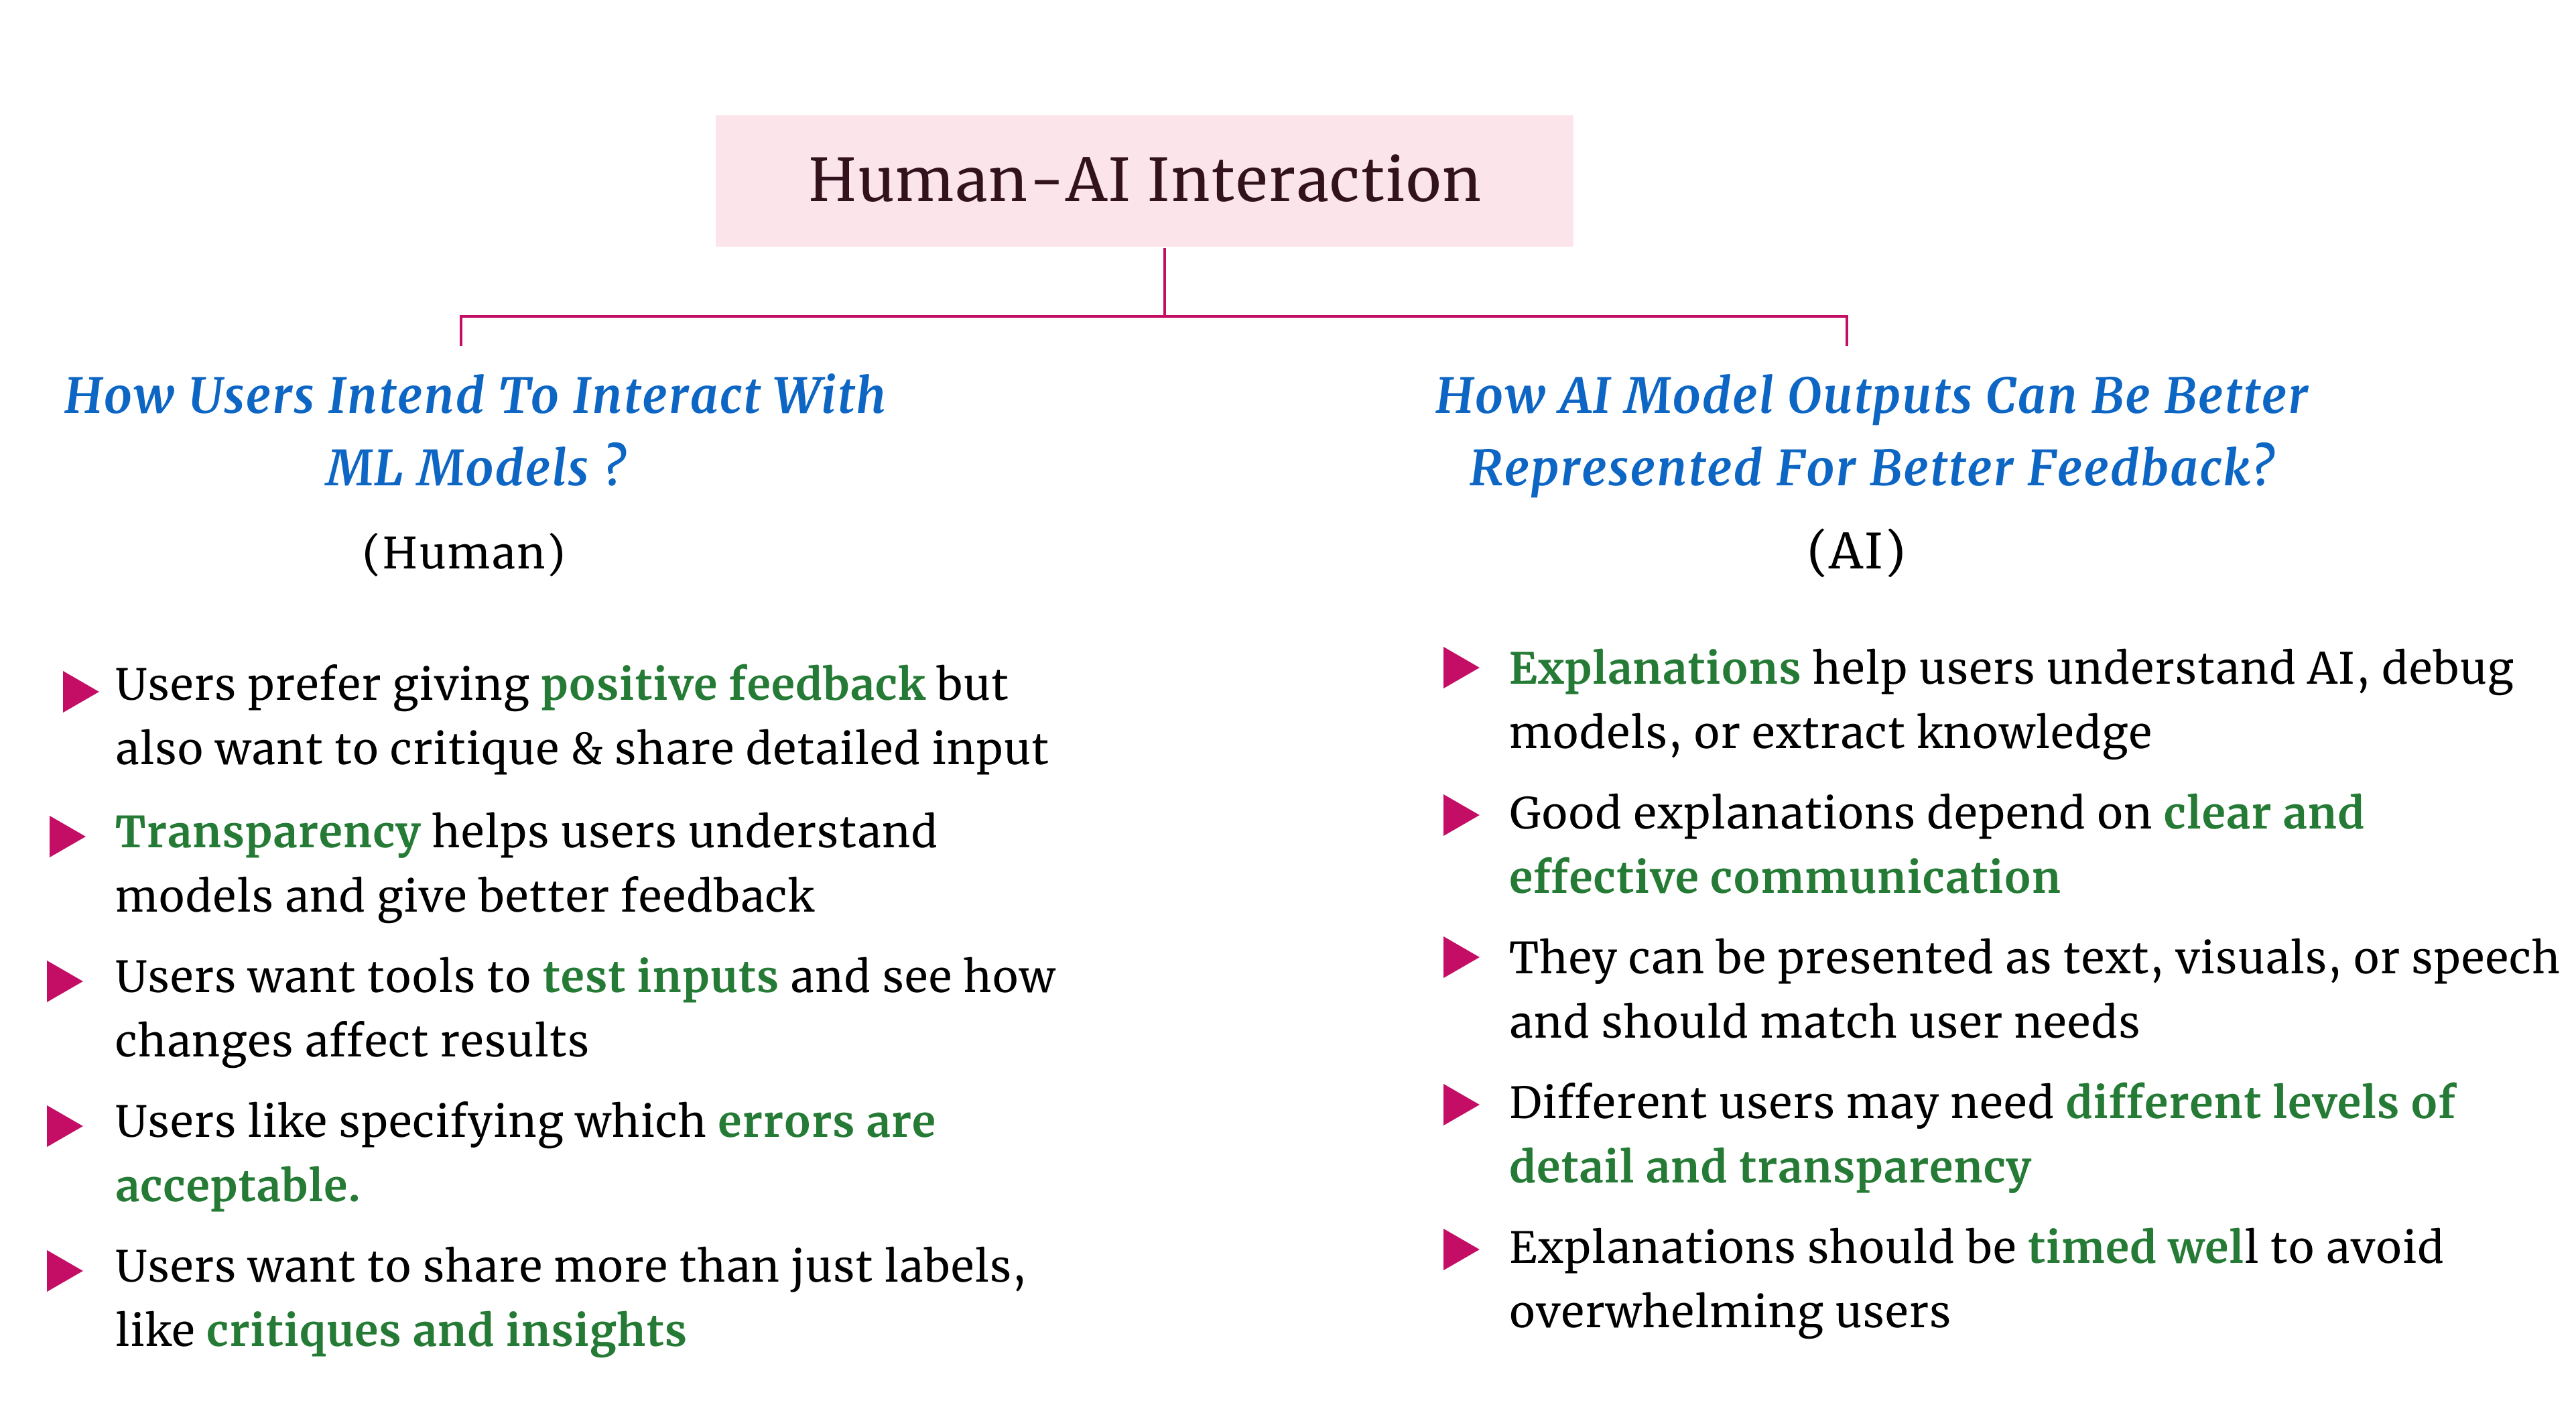 Human-AI Interaction
How Users Intend To Interact With
ML Models ?
(Human)
Users prefer giving positive feedback but
also want to critique & share detailed input
Transparency helps users understand
models and give better feedback
Users want tools to test inputs and see how
changes affect results
Users like specifying which errors are
acceptable.
Users want to share more than just labels,
like critiques and insights
How AI Model Outputs Can Be Better
Represented For Better Feedback?
(AI)
Explanations help users understand AI, debug
models, or extract knowledge
Good explanations depend on clear and
effective communication
They can be presented as text, visuals, or speech
and should match user needs
Different users may need different levels of
detail and transparency
Explanations should be timed well to avoid
overwhelming users